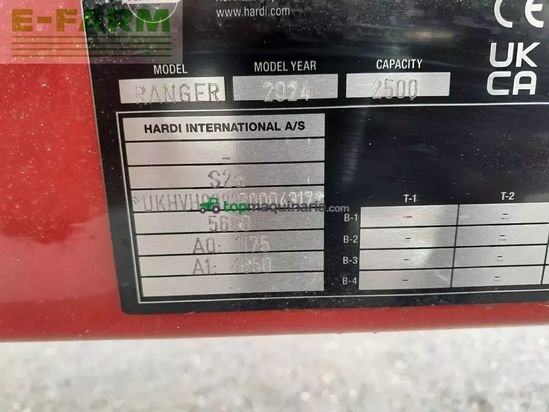 E-FARM
www.hardi.com
CE
UK
CA
MODEL MODEL YEAR CAPACITY
RANGER 2024 2500
HARDI INTERNATIONAL A/S
-
S2a
topmaquinaria.com
A0: 1175
A1:
T-1 T-2
B-1 - -
B-2 - -
B-3 - -
B-4 - -